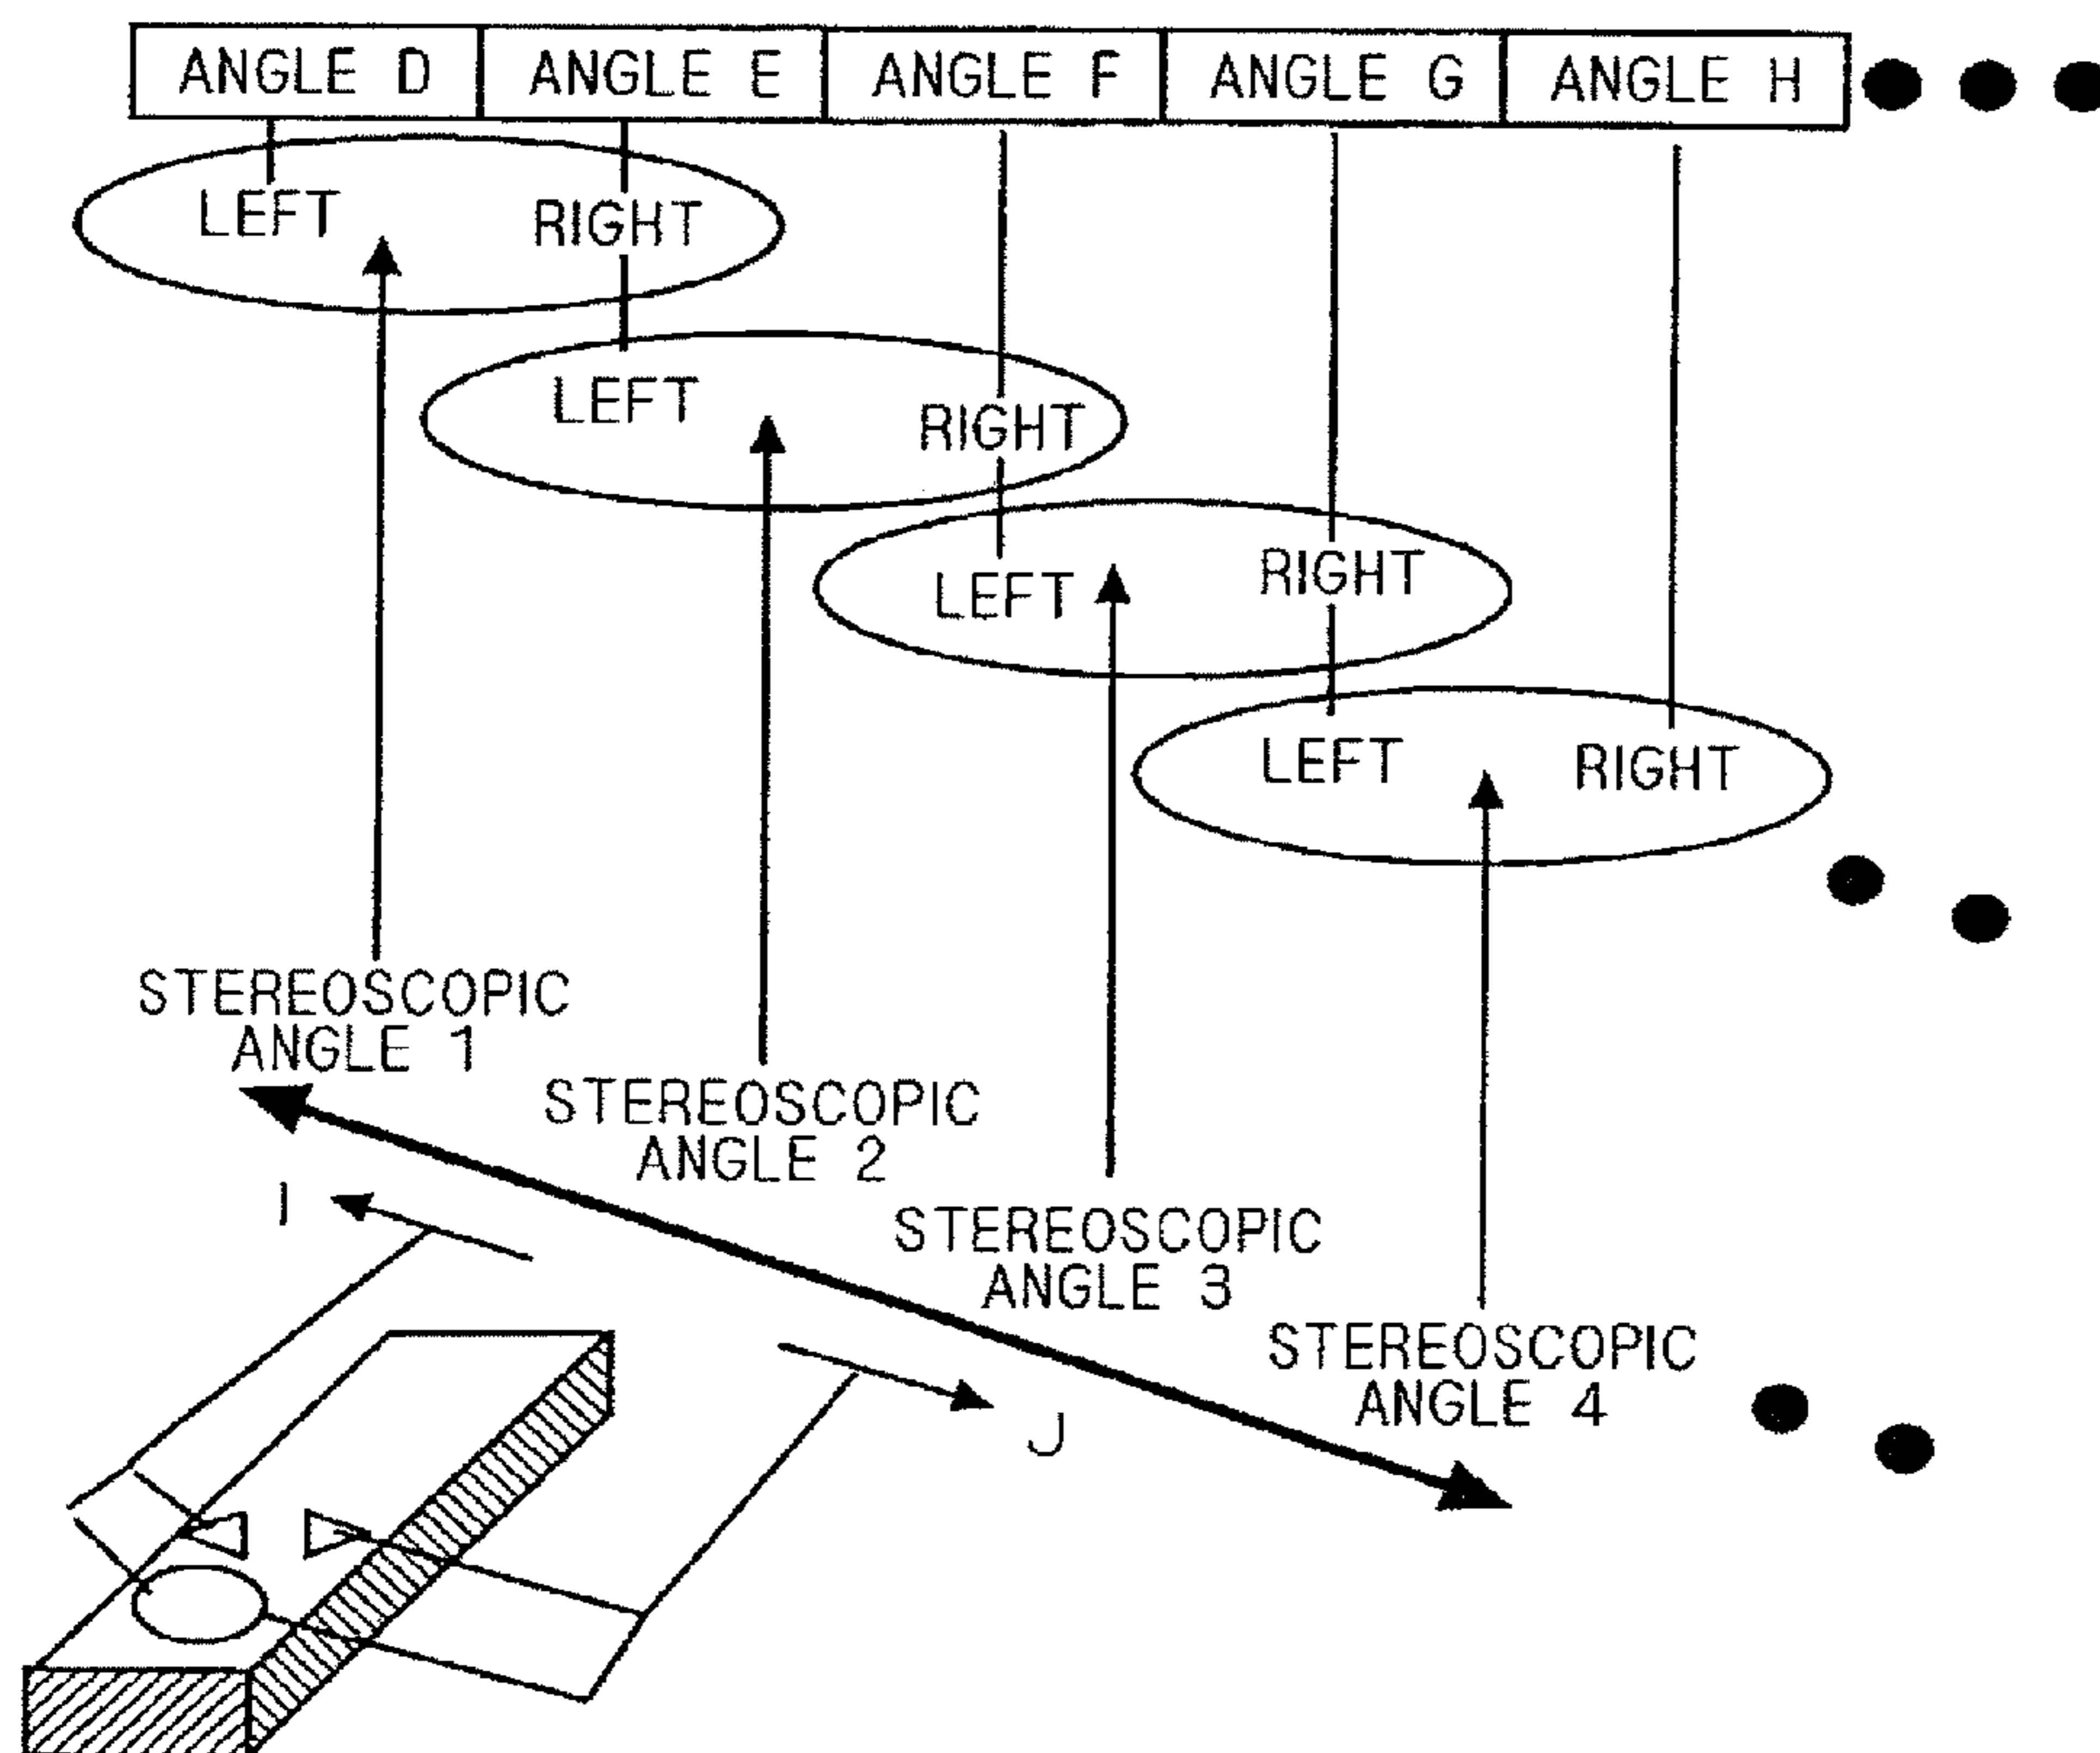 ANGLE D ANGLE E ANGLE F ANGLE G ANGLE H
LEFT RIGHT
LEFT RIGHT
LEFT RIGHT
LEFT RIGHT
STEREOSCOPIC
ANGLE 1
STEREOSCOPIC
ANGLE 2
STEREOSCOPIC
ANGLE 3
STEREOSCOPIC
ANGLE 4
I
J